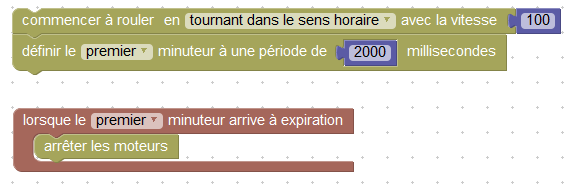 commencer à rouler en tournant dans le sens horaire avec la vitesse 100
définir le premier minuteur à une période de 2000 millisecondes
lorsque le premier minuteur arrive à expiration
arrêter les moteurs